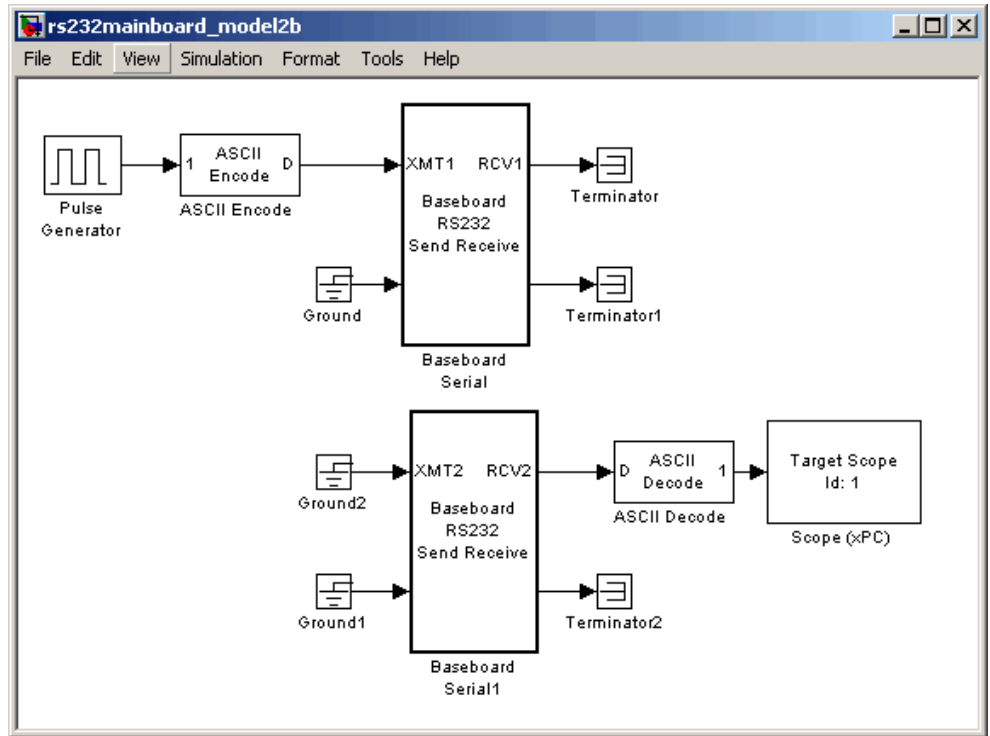 rs232mainboard_model2b
File Edit View Simulation Format Tools Help
1 ASCII Encode D
Pulse
Generator
ASCII Encode
XMT1 RCV1
Baseboard
RS232
Send Receive
Terminator
Ground
Terminator1
Baseboard
Serial
XMT2 RCV2
Baseboard
RS232
Send Receive
Ground2
D ASCII Decode 1
ASCII Decode
Target Scope
Id: 1
Scope (xPC)
Ground1
Terminator2
Baseboard
Serial1